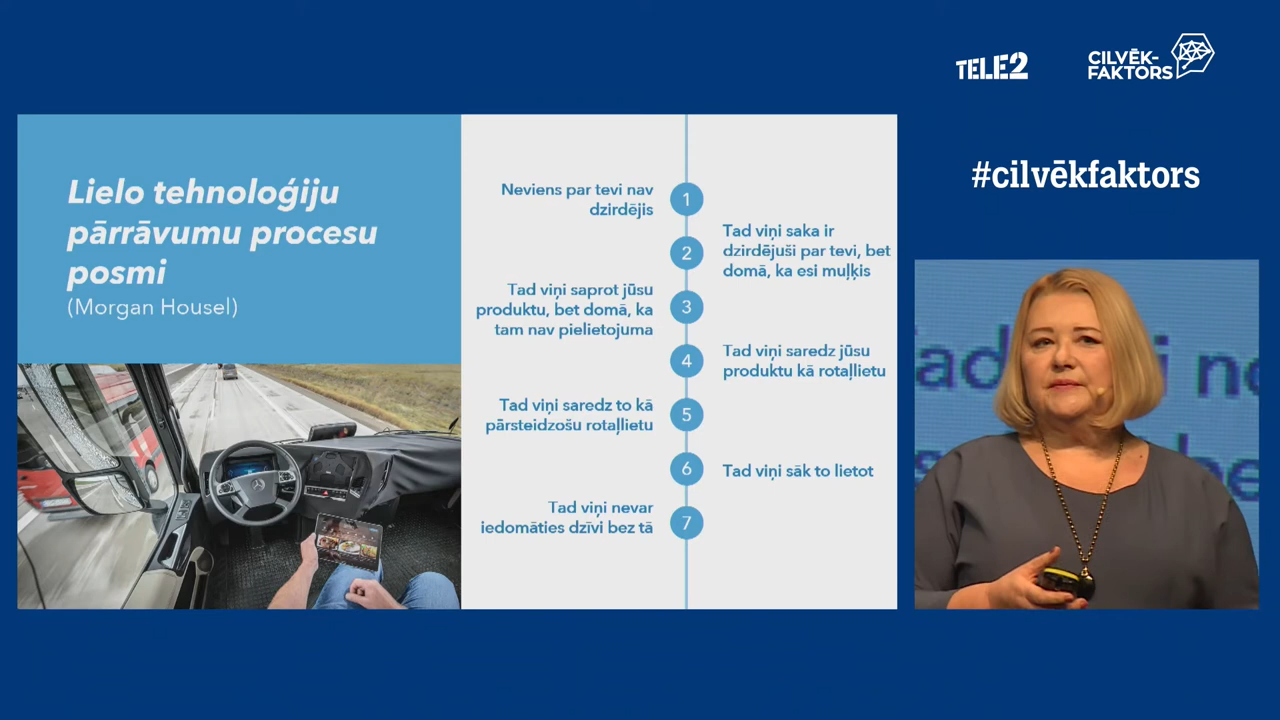 TELE2
CILVĒK-
FAKTORS
#cilvēkfaktors
Lielo tehnoloģiju
pārrāvumu procesu
posmi
(Morgan Housel)
Neviens par tevi nav
dzirdējis
1
2
Tad viņi saka ir
dzirdējuši par tevi, bet
domā, ka esi muļķis
Tad viņi saprot jūsu
produktu, bet domā, ka
tam nav pielietojuma
3
4
Tad viņi saredz jūsu
produktu kā rotaļlietu
Tad viņi saredz to kā
pārsteidzošu rotaļlietu
5
6
Tad viņi sāk to lietot
Tad viņi nevar
iedomāties dzīvi bez tā
7